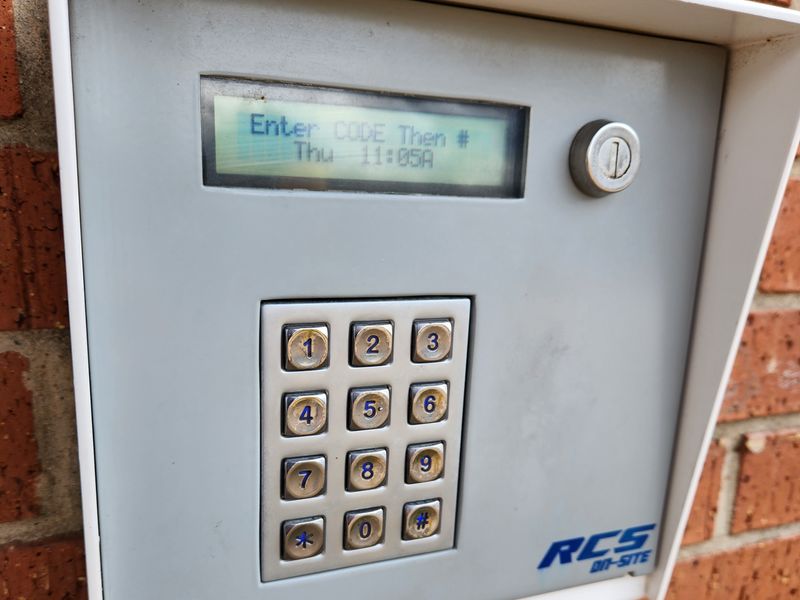 Enter CODE Then #
Thu 11:05A
1 2 3
4 5 6
7 8 9
* 0 #
RCS
ON-SITE